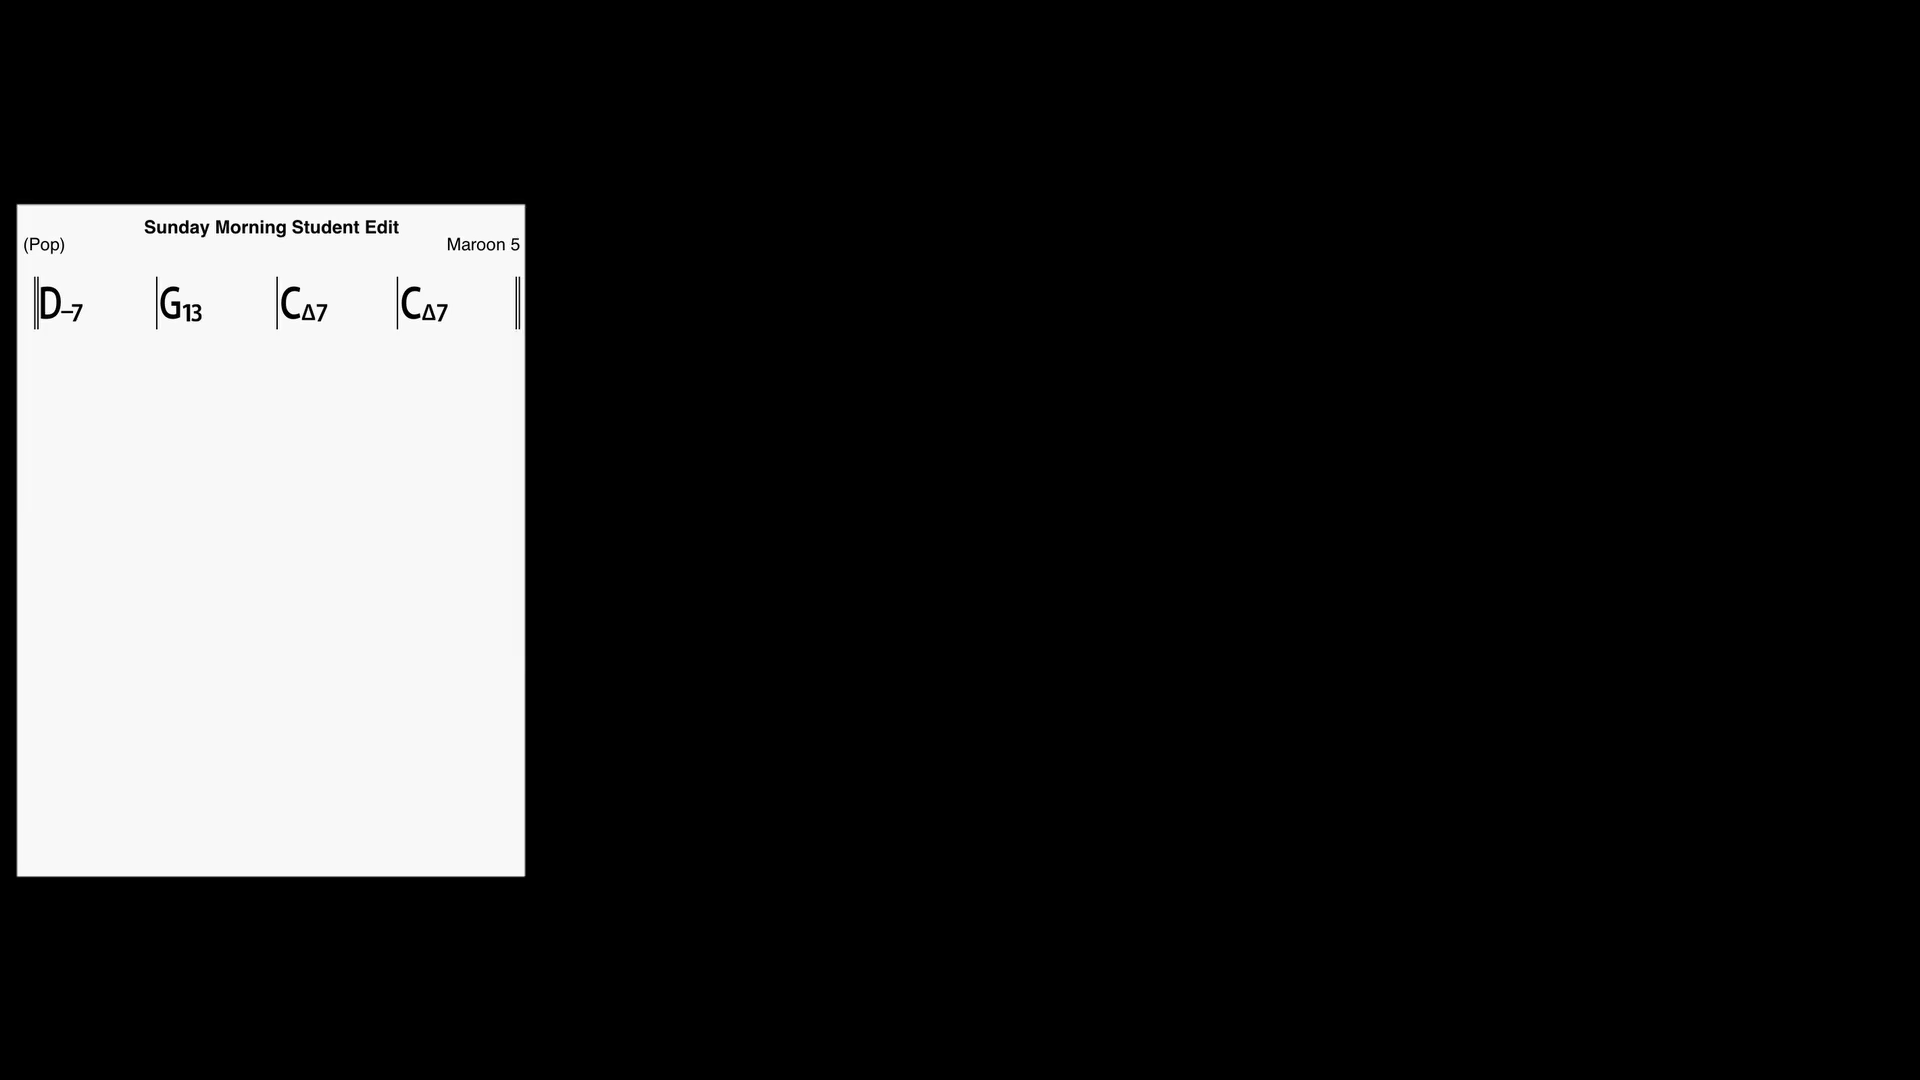 Sunday Morning Student Edit
(Pop) Maroon 5
D–7 G13 CΔ7 CΔ7